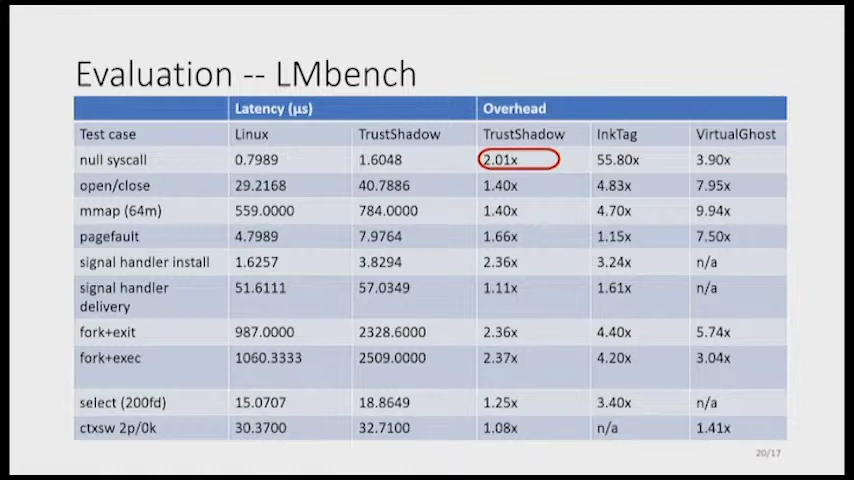 Evaluation -- LMbench
Latency (μs) Overhead
Test case Linux TrustShadow TrustShadow InkTag VirtualGhost
null syscall 0.7989 1.6048 2.01x 55.80x 3.90x
open/close 29.2168 40.7886 1.40x 4.83x 7.95x
mmap (64m) 559.0000 784.0000 1.40x 4.70x 9.94x
pagefault 4.7989 7.9764 1.66x 1.15x 7.50x
signal handler install 1.6257 3.8294 2.36x 3.24x n/a
signal handler 51.6111 57.0349 1.11x 1.61x n/a
delivery
fork+exit 987.0000 2328.6000 2.36x 4.40x 5.74x
fork+exec 1060.3333 2509.0000 2.37x 4.20x 3.04x
select (200fd) 15.0707 18.8649 1.25x 3.40x n/a
ctxsw 2p/0k 30.3700 32.7100 1.08x n/a 1.41x
20/17